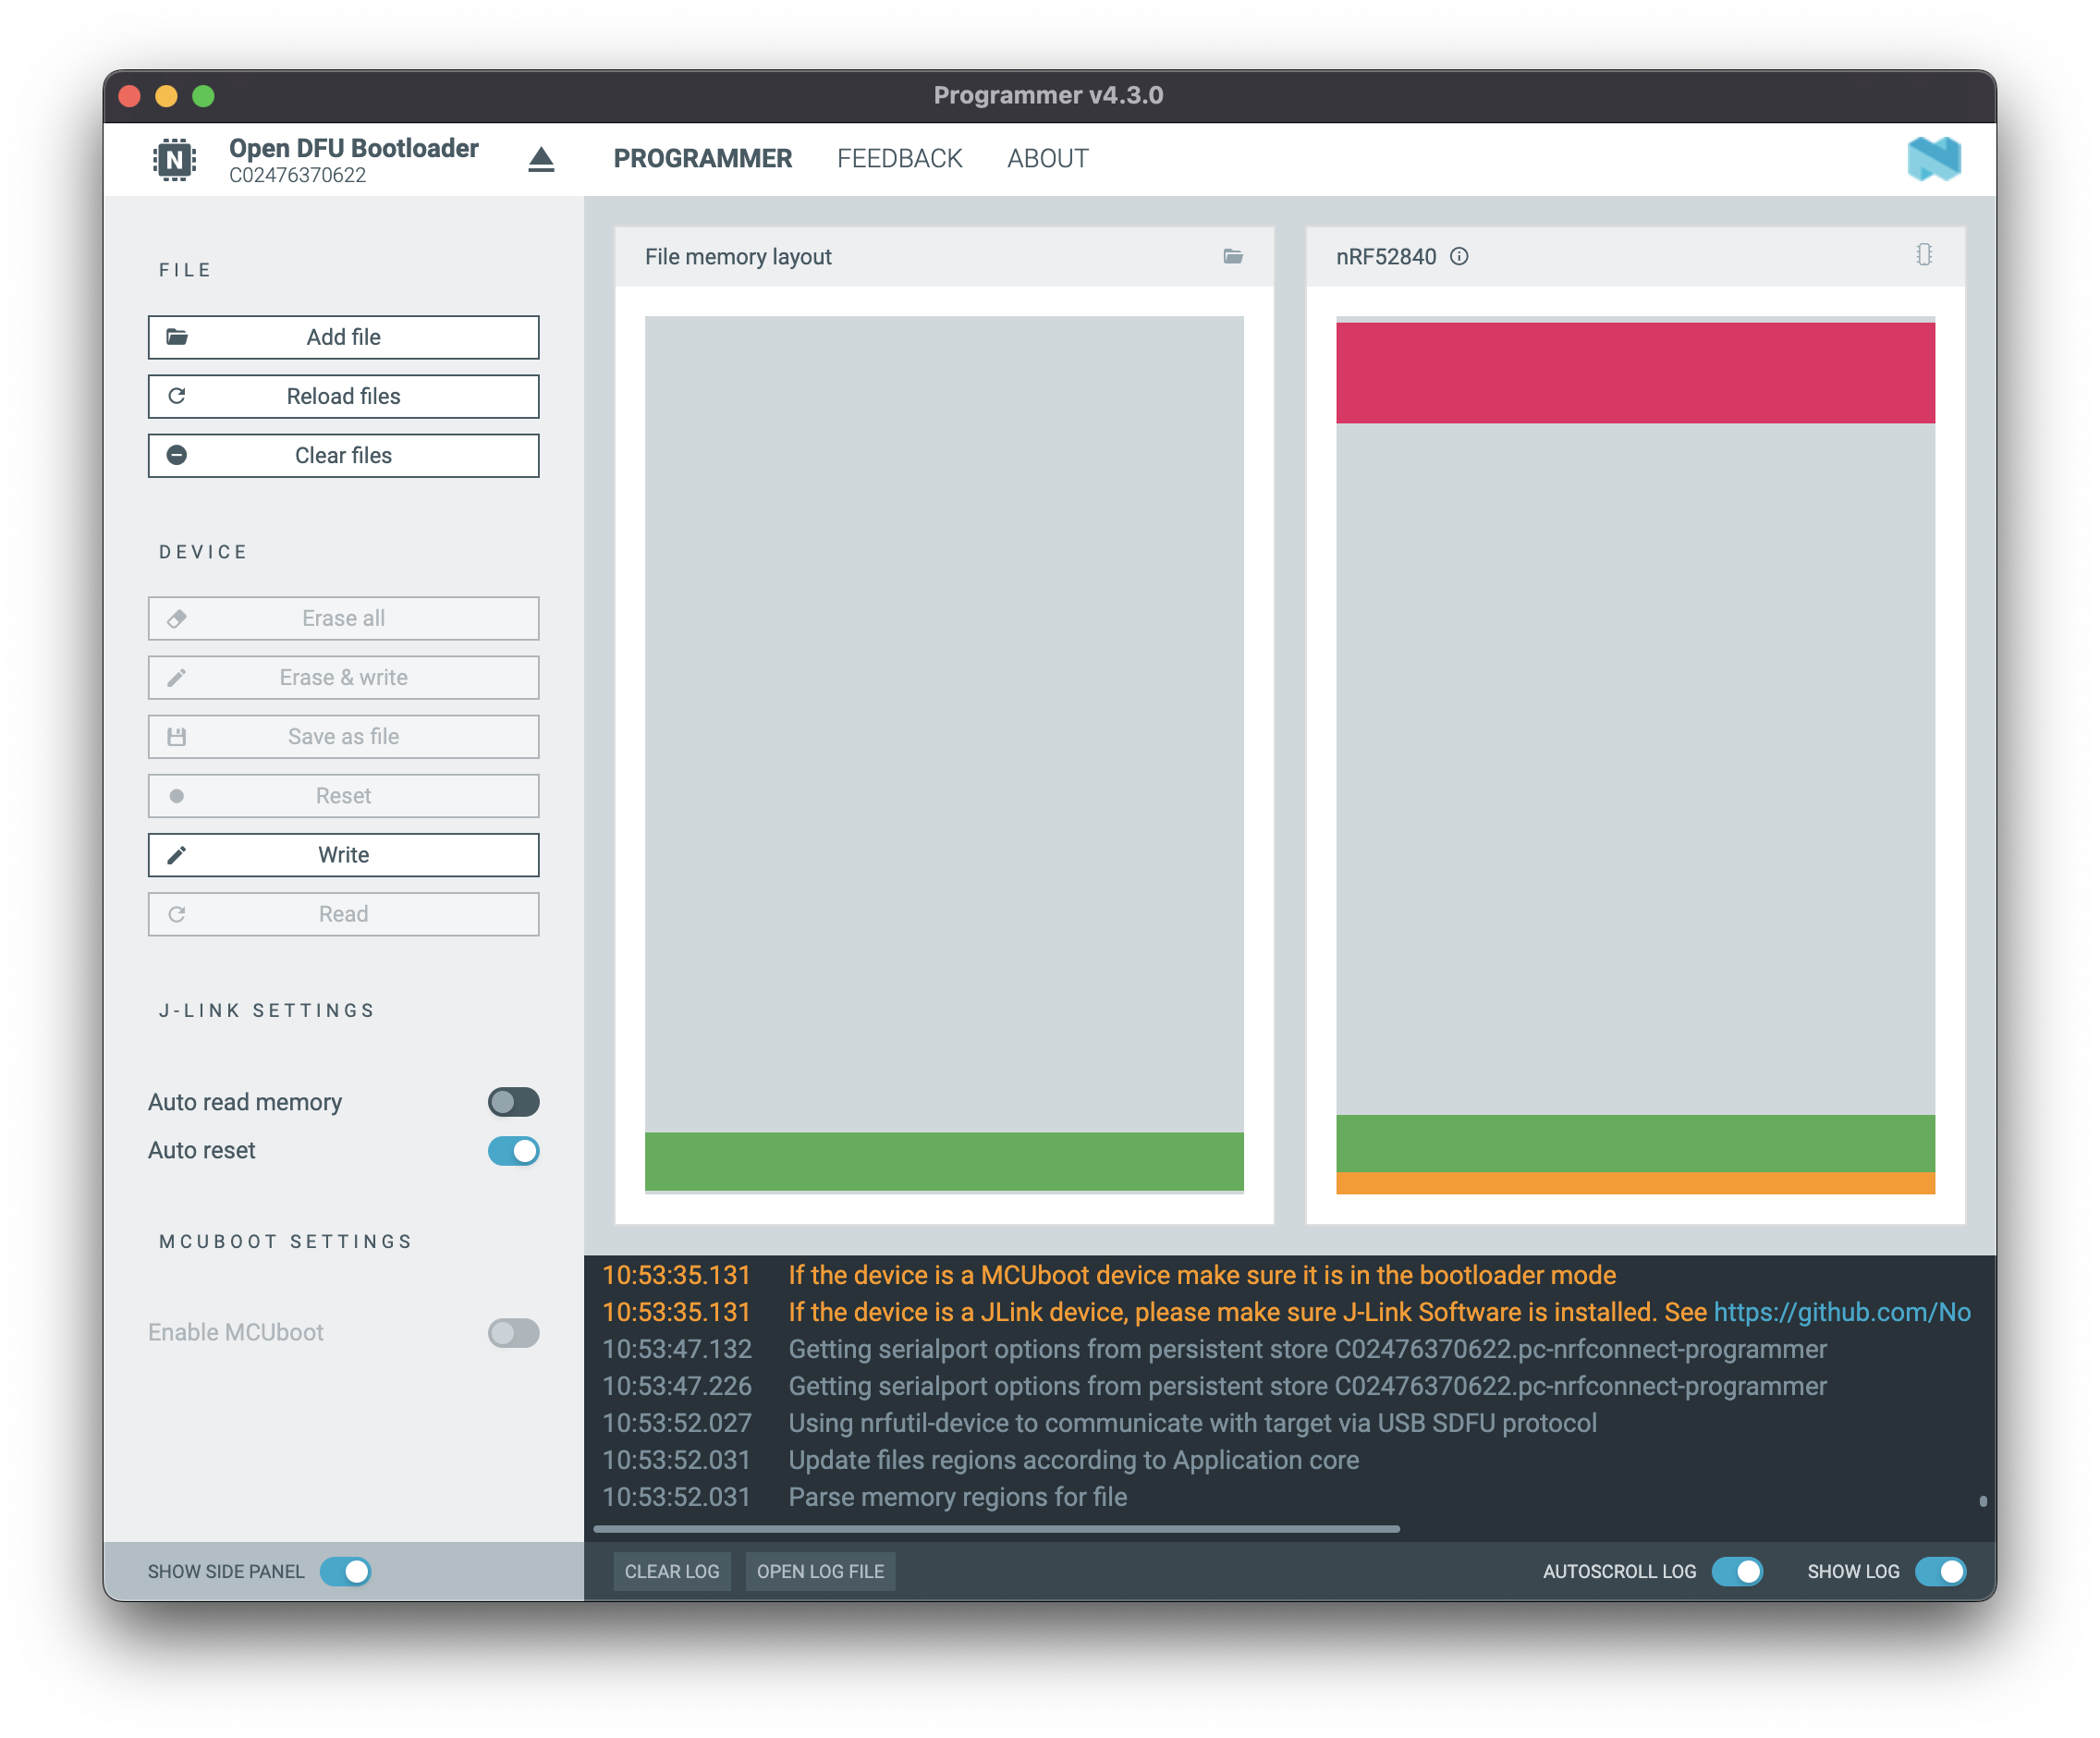 Programmer v4.3.0
N
Open DFU Bootloader
C02476370622
PROGRAMMER
FEEDBACK
ABOUT
FILE
Add file
Reload files
Clear files
DEVICE
Erase all
Erase & write
Save as file
Reset
Write
Read
J-LINK SETTINGS
Auto read memory
Auto reset
MCUBOOT SETTINGS
Enable MCUboot
SHOW SIDE PANEL
File memory layout
nRF52840
10:53:35.131 If the device is a MCUboot device make sure it is in the bootloader mode
10:53:35.131 If the device is a JLink device, please make sure J-Link Software is installed. See https://github.com/No
10:53:47.132 Getting serialport options from persistent store C02476370622.pc-nrfconnect-programmer
10:53:47.226 Getting serialport options from persistent store C02476370622.pc-nrfconnect-programmer
10:53:52.027 Using nrfutil-device to communicate with target via USB SDFU protocol
10:53:52.031 Update files regions according to Application core
10:53:52.031 Parse memory regions for file
CLEAR LOG
OPEN LOG FILE
AUTOSCROLL LOG
SHOW LOG